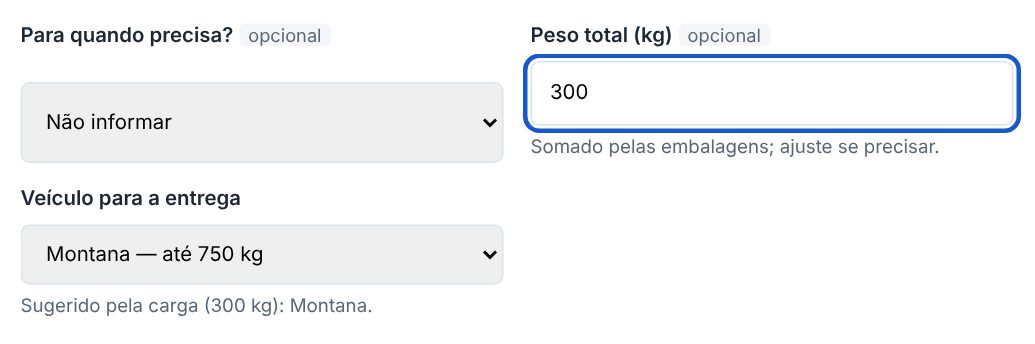 Para quando precisa? opcional
Não informar
Peso total (kg) opcional
300
Somado pelas embalagens; ajuste se precisar.
Veículo para a entrega
Montana — até 750 kg
Sugerido pela carga (300 kg): Montana.